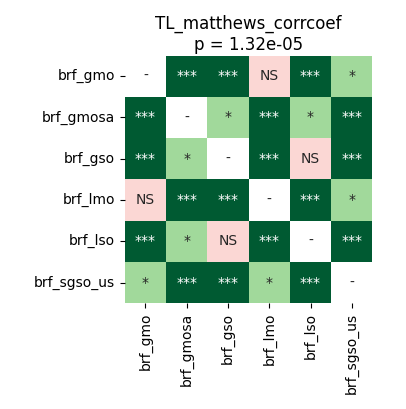 TL_matthews_corrcoef
p = 1.32e-05
brf_gmo - *** *** NS *** *
brf_gmosa *** - * *** * ***
brf_gso *** * - *** NS ***
brf_lmo NS *** *** - *** *
brf_lso *** * NS *** - ***
brf_sgso_us * *** *** * *** -
brf_gmo brf_gmosa brf_gso brf_lmo brf_lso brf_sgso_us